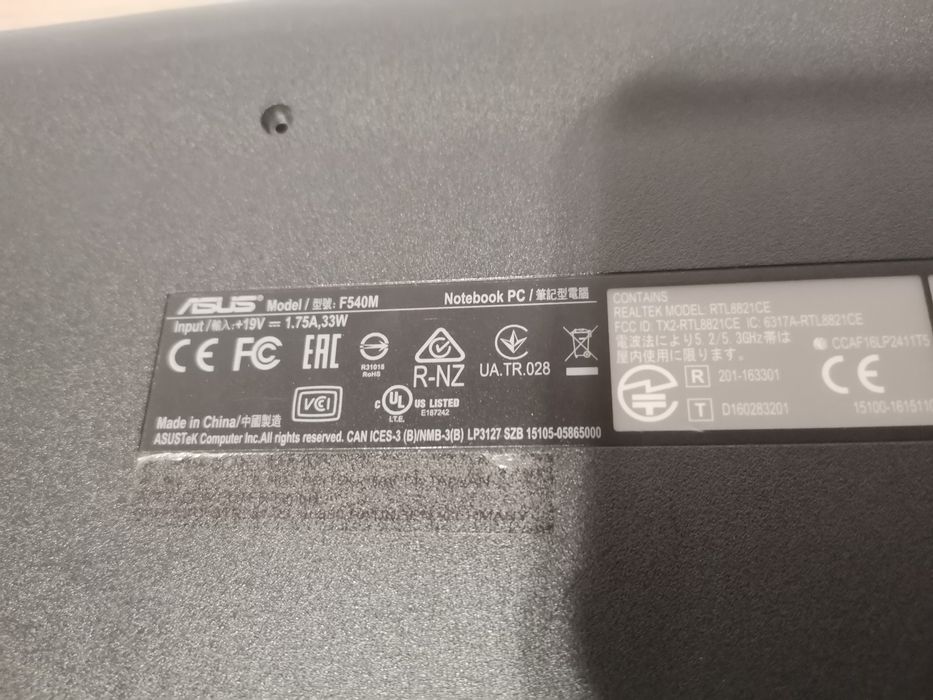 ASUS Model / 型號: F540M
Notebook PC / 筆記型電腦
Input / 輸入: +19V ⎓ 1.75A,33W
CE FC EAC
R31018
RoHS
R-NZ
UA.TR.028
VCI
c UL US LISTED
I.T.E. E187242
Made in China/中國製造
ASUSTeK Computer Inc.All rights reserved. CAN ICES-3 (B)/NMB-3(B) LP3127 SZB 15105-05865000
CONTAINS
REALTEK MODEL: RTL8821CE
FCC ID: TX2-RTL8821CE IC: 6317A-RTL8821CE
電波法により5.2/5.3GHz帯は
屋内使用に限ります。
CCAF16LP2411T5
R 201-163301
CE
T D160283201
15100-1615110